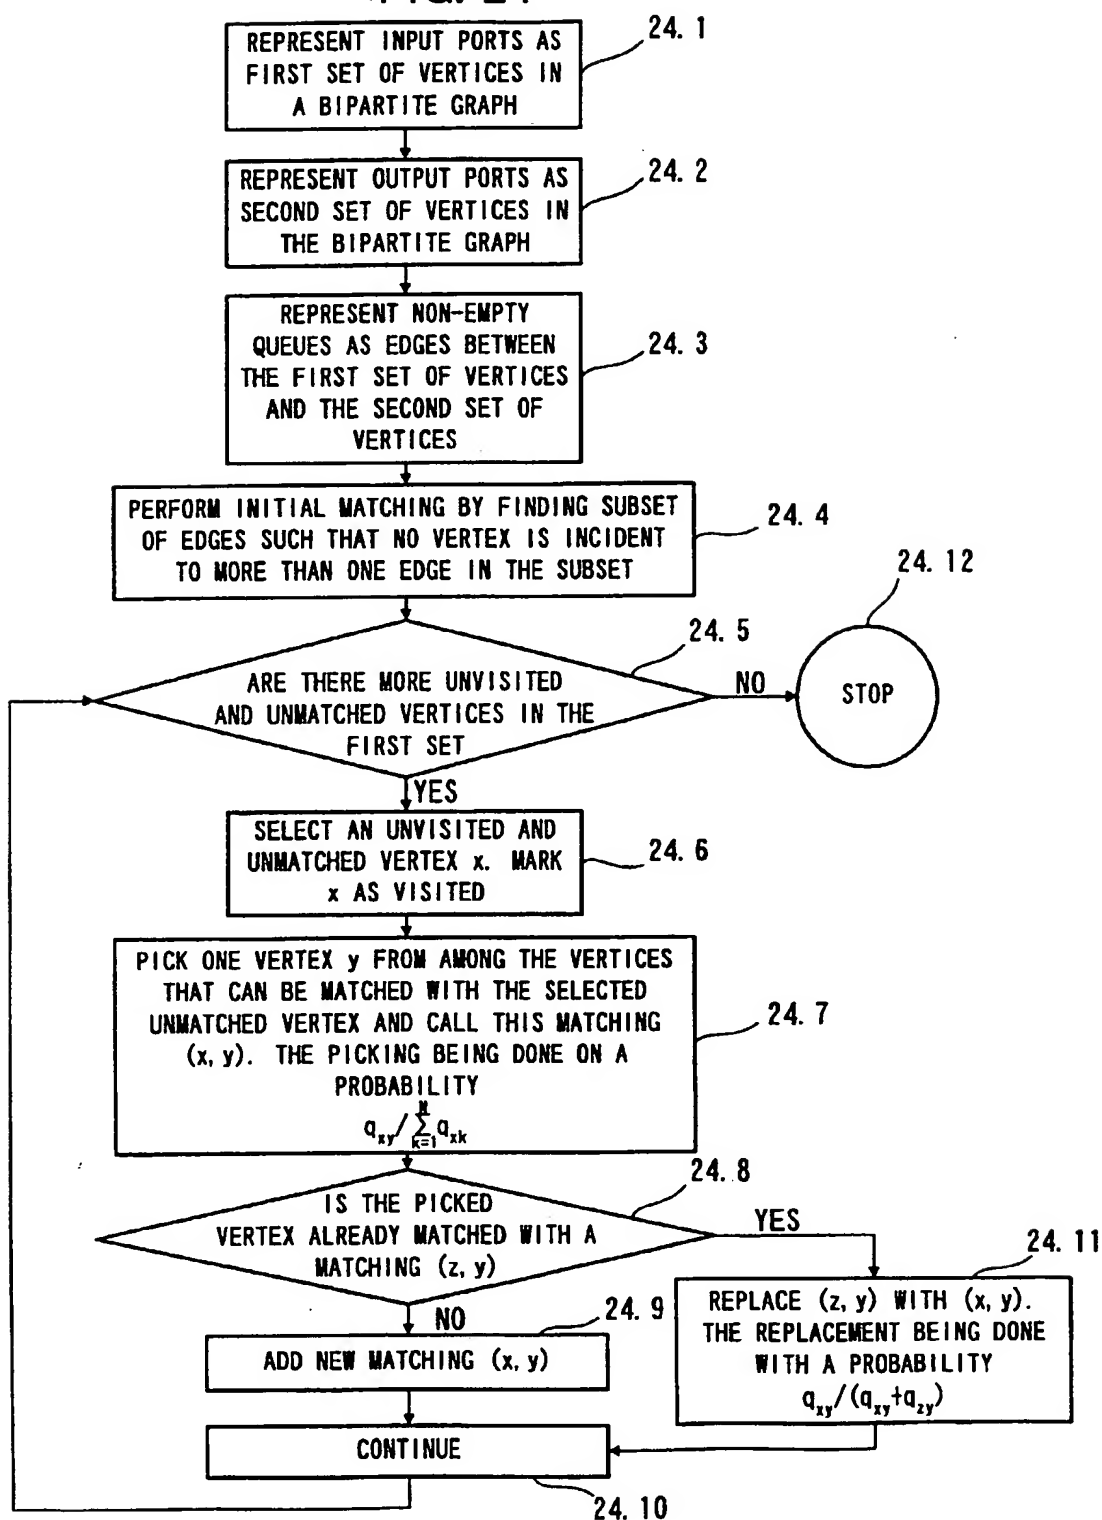 24. 1
REPRESENT INPUT PORTS AS
FIRST SET OF VERTICES IN
A BIPARTITE GRAPH
24. 2
REPRESENT OUTPUT PORTS AS
SECOND SET OF VERTICES IN
THE BIPARTITE GRAPH
REPRESENT NON-EMPTY
QUEUES AS EDGES BETWEEN
THE FIRST SET OF VERTICES
AND THE SECOND SET OF
VERTICES
24. 3
PERFORM INITIAL MATCHING BY FINDING SUBSET
OF EDGES SUCH THAT NO VERTEX IS INCIDENT
TO MORE THAN ONE EDGE IN THE SUBSET
24. 4
24. 12
24. 5
ARE THERE MORE UNVISITED
AND UNMATCHED VERTICES IN THE
FIRST SET
NO
STOP
YES
SELECT AN UNVISITED AND
UNMATCHED VERTEX x. MARK
x AS VISITED
24. 6
PICK ONE VERTEX y FROM AMONG THE VERTICES
THAT CAN BE MATCHED WITH THE SELECTED
UNMATCHED VERTEX AND CALL THIS MATCHING
(x, y). THE PICKING BEING DONE ON A
PROBABILITY
q_xy / Σ_{k=1}^{N} q_xk
24. 7
24. 8
IS THE PICKED
VERTEX ALREADY MATCHED WITH A
MATCHING (z, y)
YES
24. 11
REPLACE (z, y) WITH (x, y).
THE REPLACEMENT BEING DONE
WITH A PROBABILITY
q_xy/(q_xy+q_zy)
NO
24. 9
ADD NEW MATCHING (x, y)
CONTINUE
24. 10